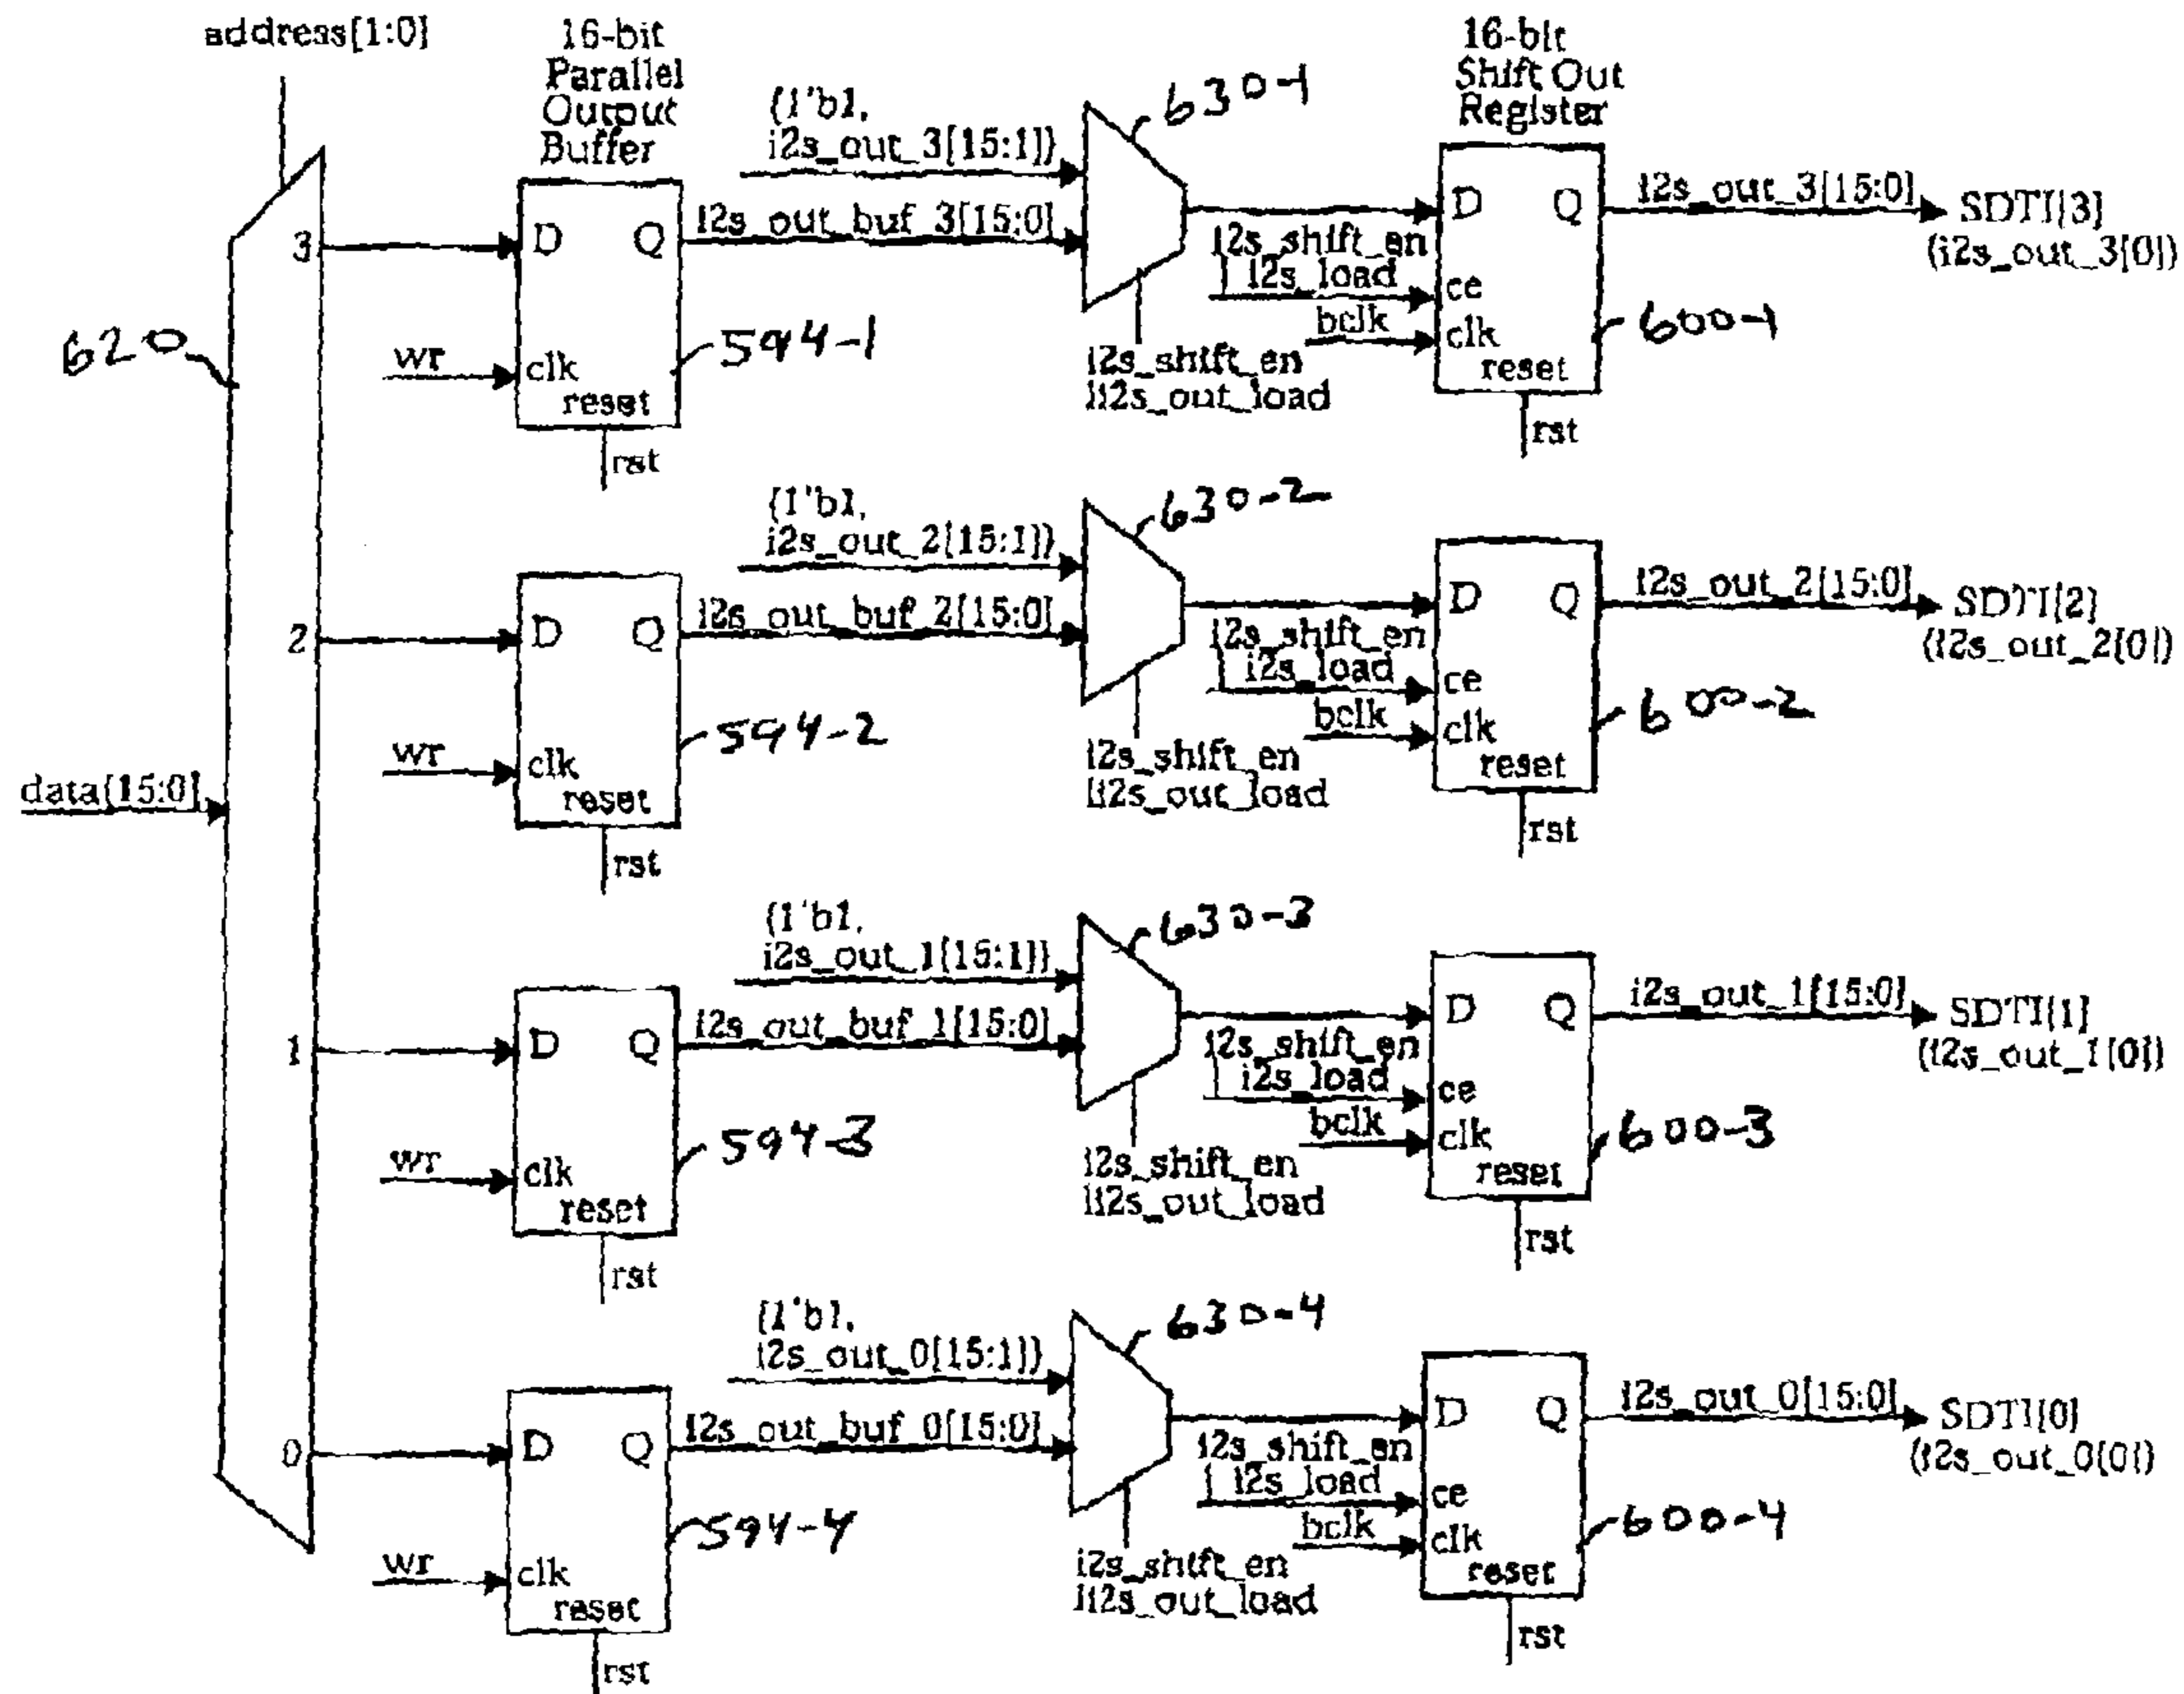 address[1:0]
16-bit
Parallel
Output
Buffer
{1'b1,
i2s_out_3[15:1]}
630-1
16-bit
Shift Out
Register
3
D Q
i2s_out_buf_3[15:0]
i2s_shift_en
| i2s_load
bclk
D Q
ce
clk
reset
i2s_out_3[15:0]
SDTI[3]
(i2s_out_3[0])
620
wr
clk
reset
594-1
i2s_shift_en
|i2s_out_load
600-1
rst
rst
{1'b1,
i2s_out_2[15:1]}
630-2
2
D Q
i2s_out_buf_2[15:0]
i2s_shift_en
| i2s_load
bclk
D Q
ce
clk
reset
i2s_out_2[15:0]
SDTI[2]
(i2s_out_2[0])
data[15:0]
wr
clk
reset
594-2
i2s_shift_en
|i2s_out_load
600-2
rst
rst
{1'b1,
i2s_out_1[15:1]}
630-3
1
D Q
i2s_out_buf_1[15:0]
i2s_shift_en
| i2s_load
bclk
D Q
ce
clk
reset
i2s_out_1[15:0]
SDTI[1]
(i2s_out_1[0])
wr
clk
reset
594-3
i2s_shift_en
|i2s_out_load
600-3
rst
rst
{1'b1,
i2s_out_0[15:1]}
630-4
0
D Q
i2s_out_buf_0[15:0]
i2s_shift_en
| i2s_load
bclk
D Q
ce
clk
reset
i2s_out_0[15:0]
SDTI[0]
(i2s_out_0[0])
wr
clk
reset
594-4
i2s_shift_en
|i2s_out_load
600-4
rst
rst